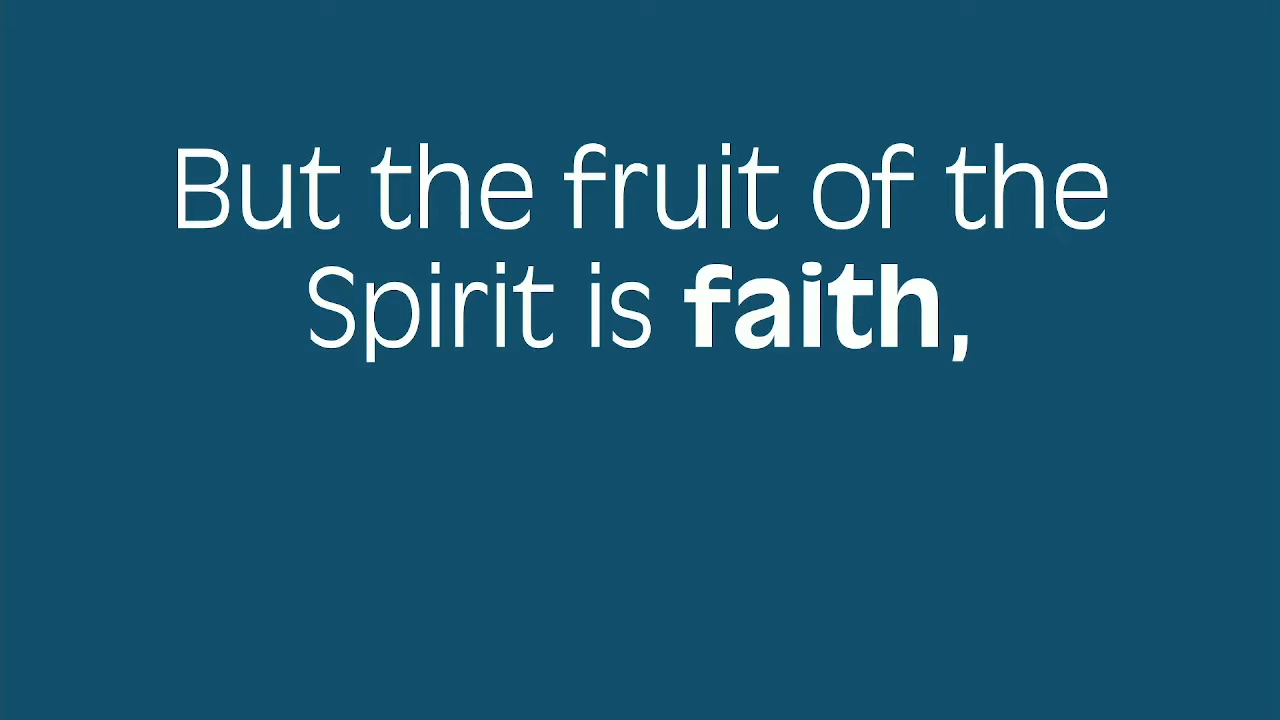 But the fruit of the
Spirit is faith,